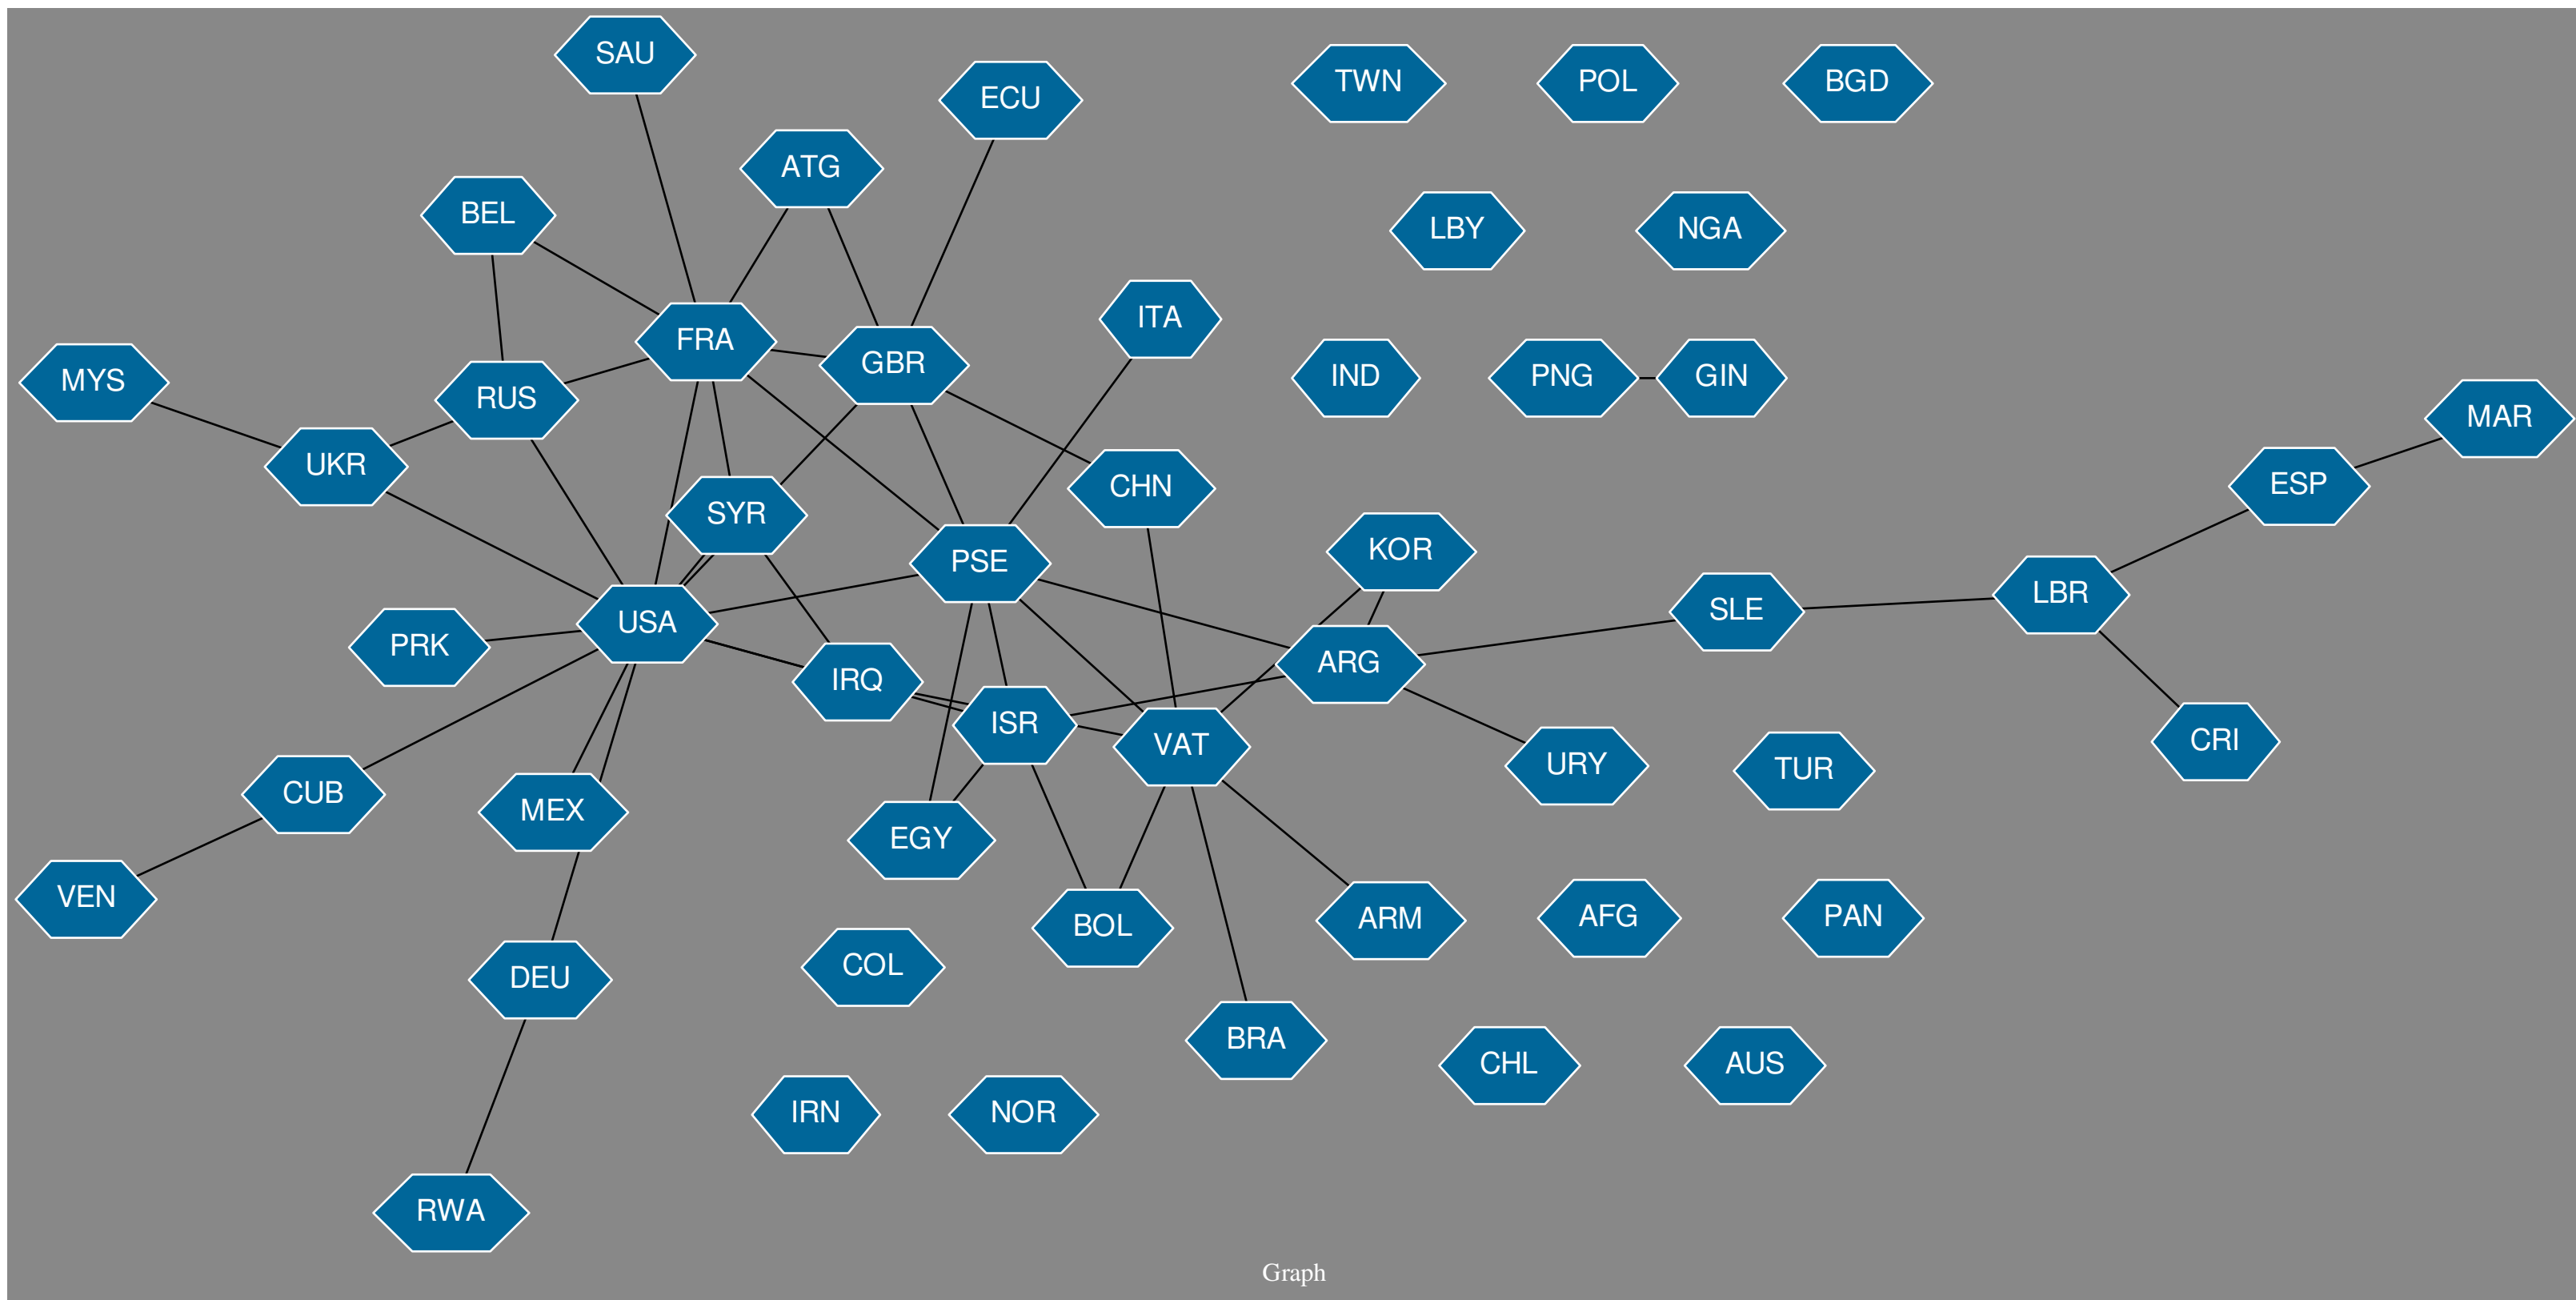 SAU
TWN
POL
BGD
ECU
ATG
BEL
LBY
NGA
ITA
FRA
GBR
MYS
IND
PNG
GIN
RUS
MAR
UKR
CHN
ESP
SYR
KOR
PSE
LBR
SLE
USA
PRK
ARG
IRQ
ISR
VAT
CRI
URY
TUR
CUB
MEX
EGY
VEN
ARM
AFG
PAN
BOL
COL
DEU
BRA
CHL
AUS
IRN
NOR
RWA
Graph